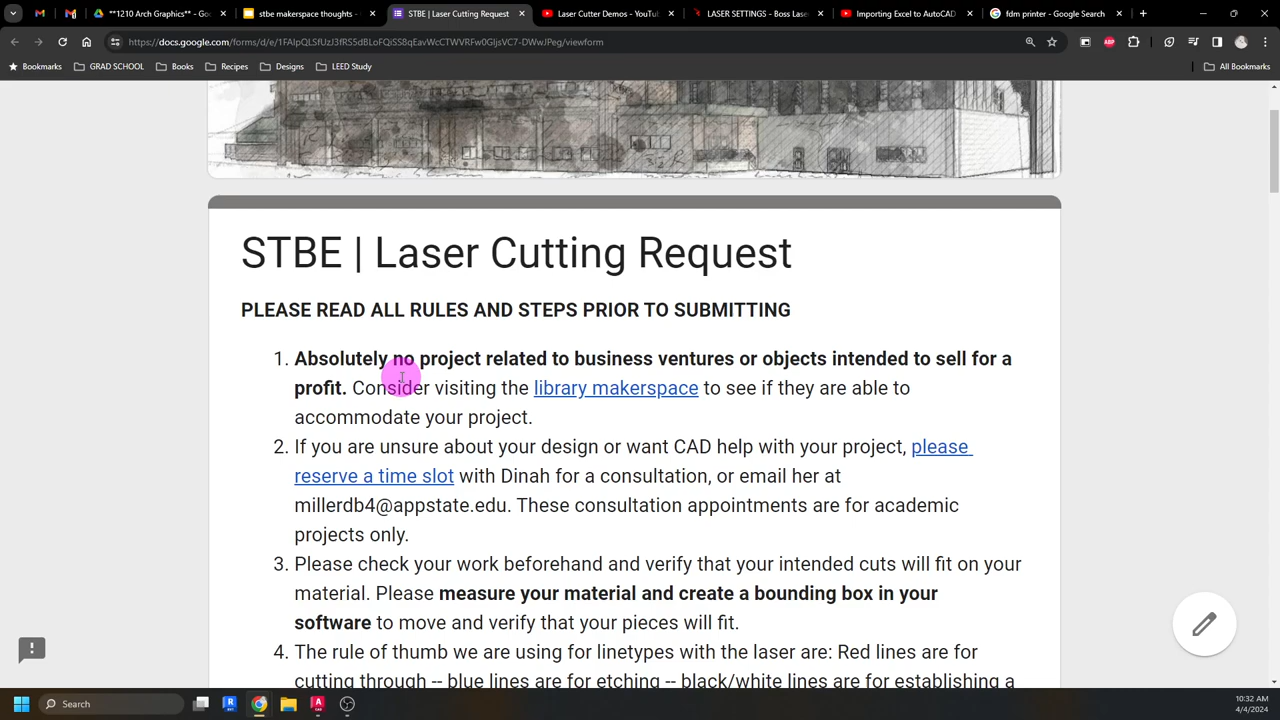 **1210 Arch Graphics** - Go
stbe makerspace thoughts -
STBE | Laser Cutting Request
Laser Cutter Demos - YouTu
LASER SETTINGS - Boss Lase
Importing Excel to AutoCAD
fdm printer - Google Search
Bookmarks
GRAD SCHOOL
Books
Recipes
Designs
LEED Study
All Bookmarks
STBE | Laser Cutting Request
PLEASE READ ALL RULES AND STEPS PRIOR TO SUBMITTING
1. Absolutely no project related to business ventures or objects intended to sell for a
profit. Consider visiting the library makerspace to see if they are able to
accommodate your project.
2. If you are unsure about your design or want CAD help with your project, please
reserve a time slot with Dinah for a consultation, or email her at
millerdb4@appstate.edu. These consultation appointments are for academic
projects only.
3. Please check your work beforehand and verify that your intended cuts will fit on your
material. Please measure your material and create a bounding box in your
software to move and verify that your pieces will fit.
4. The rule of thumb we are using for linetypes with the laser are: Red lines are for
cutting through -- blue lines are for etching -- black/white lines are for establishing a
Search
10:32 AM
4/4/2024